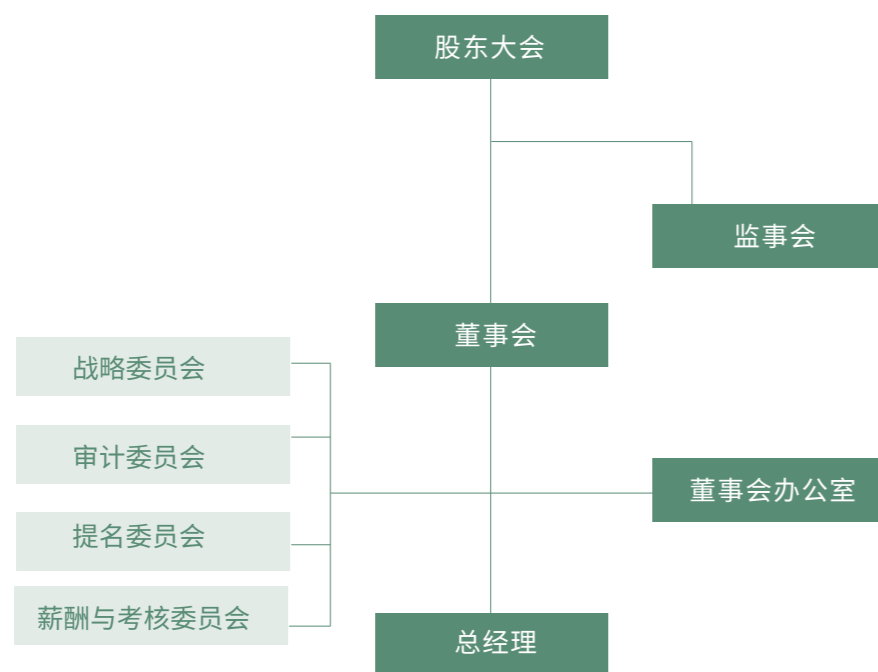 股东大会
监事会
董事会
战略委员会
审计委员会
董事会办公室
提名委员会
薪酬与考核委员会
总经理